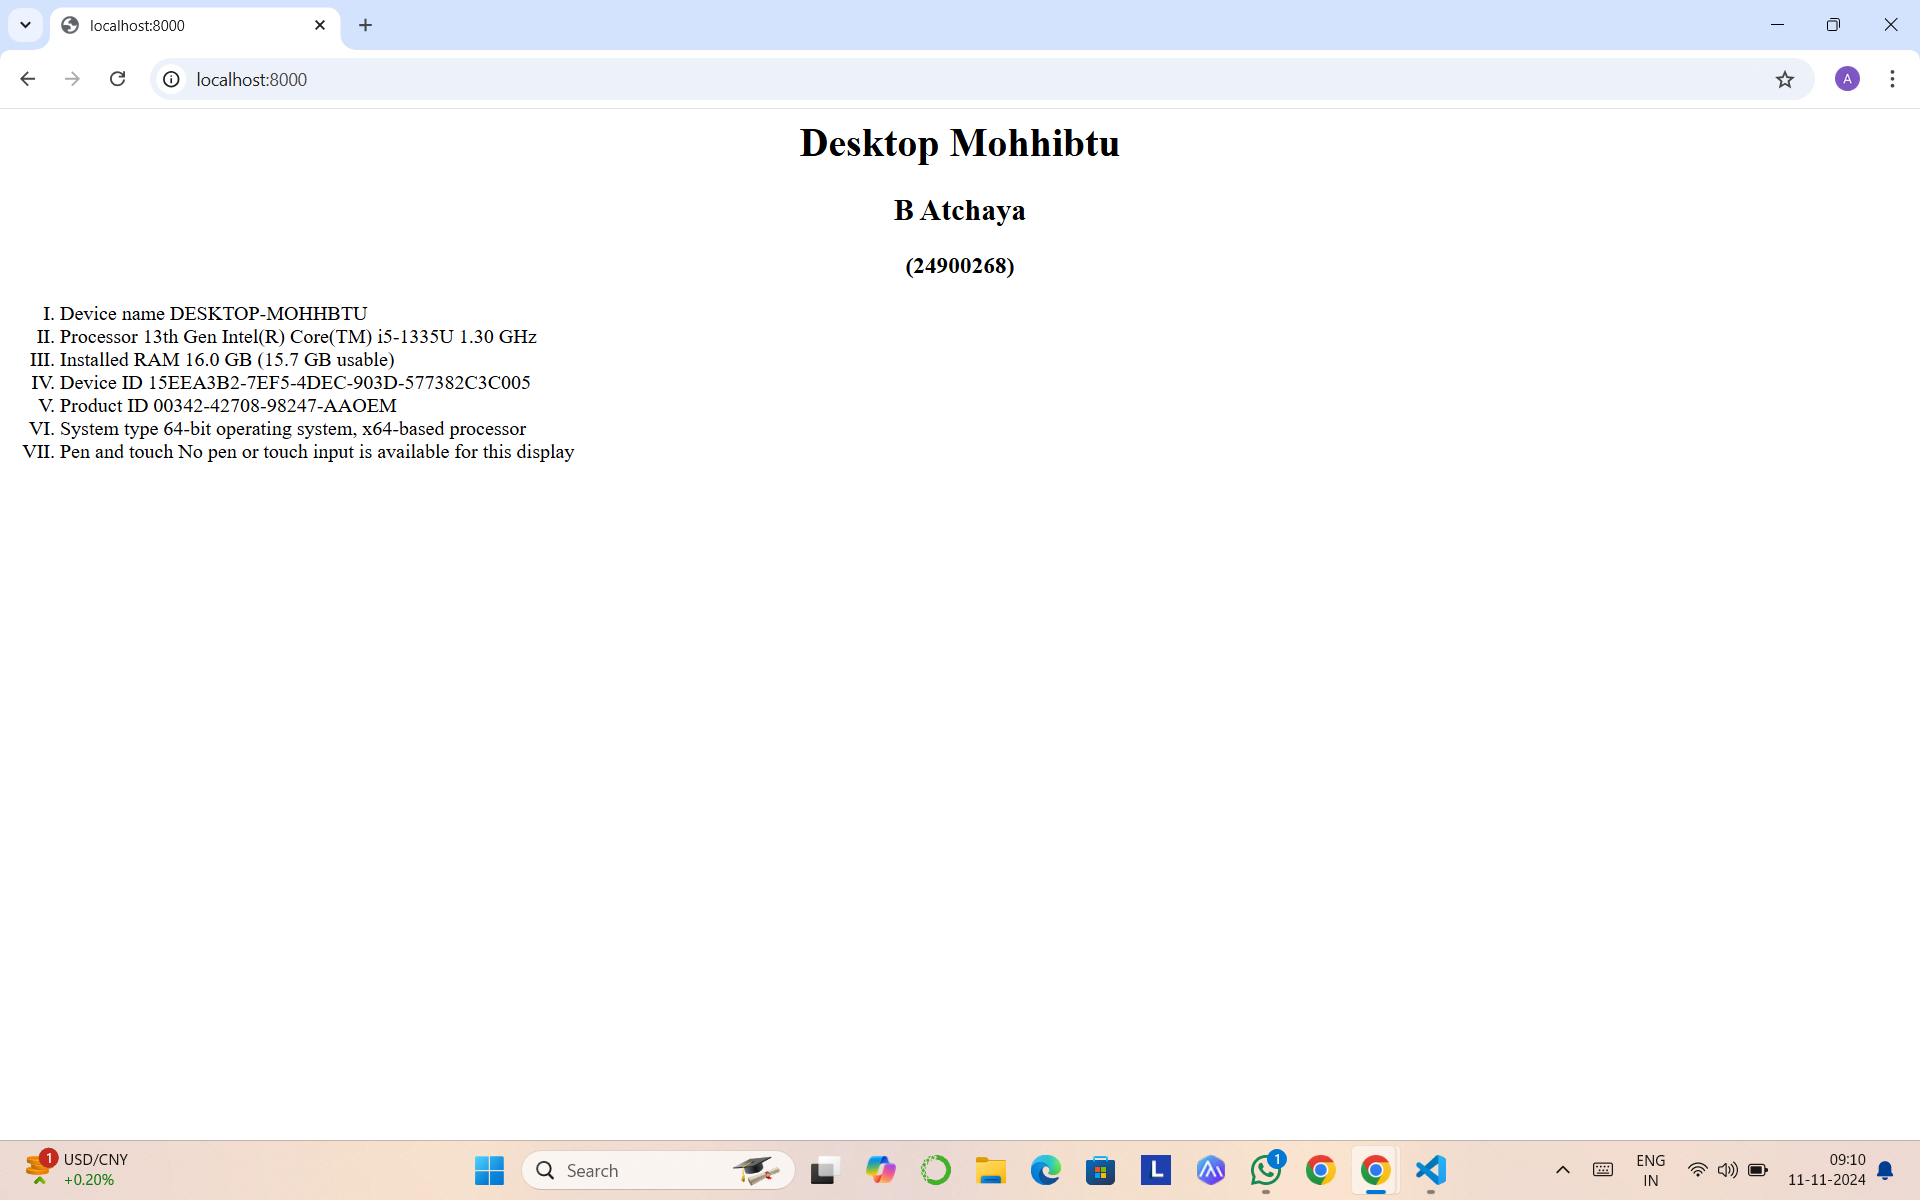 localhost:8000
localhost:8000
A
Desktop Mohhibtu
B Atchaya
(24900268)
I. Device name DESKTOP-MOHHBTU
II. Processor 13th Gen Intel(R) Core(TM) i5-1335U 1.30 GHz
III. Installed RAM 16.0 GB (15.7 GB usable)
IV. Device ID 15EEA3B2-7EF5-4DEC-903D-577382C3C005
V. Product ID 00342-42708-98247-AAOEM
VI. System type 64-bit operating system, x64-based processor
VII. Pen and touch No pen or touch input is available for this display
1
USD/CNY
+0.20%
Search
L
1
ENG
IN
09:10
11-11-2024